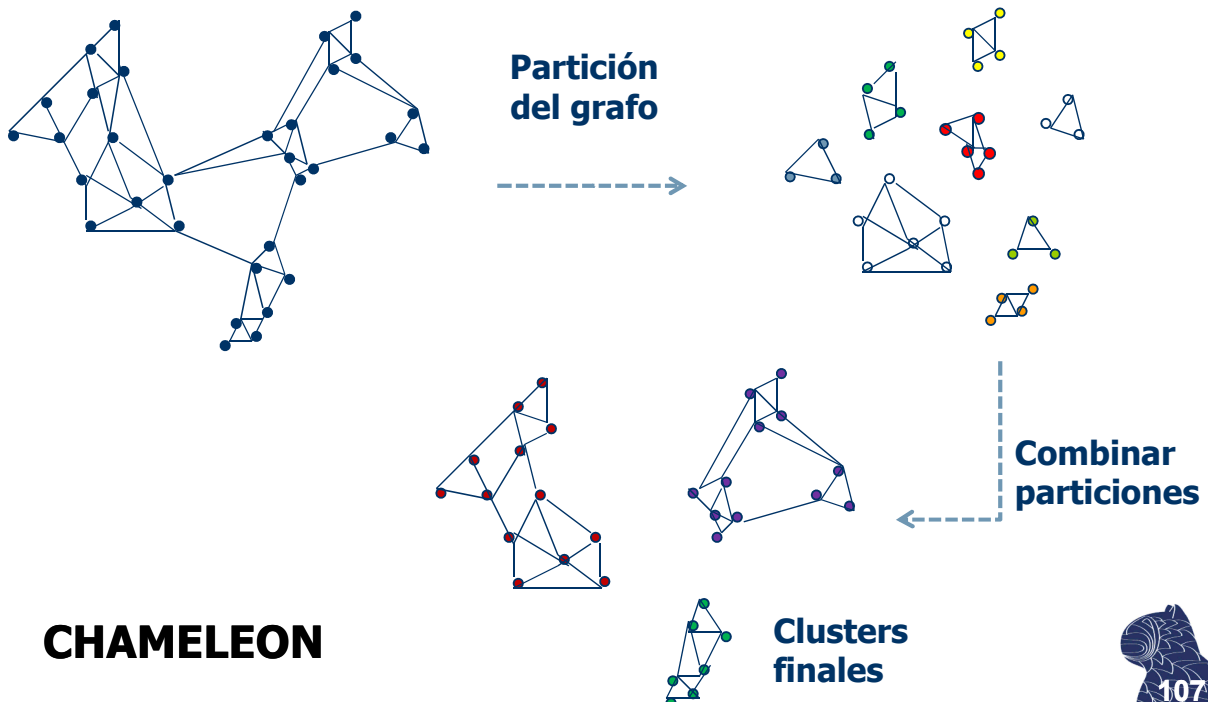 Partición
del grafo
Combinar
particiones
CHAMELEON
Clusters
finales
107